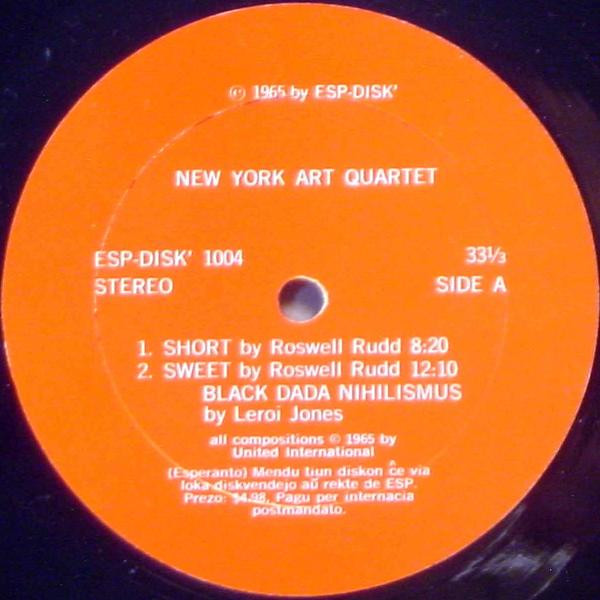 © 1965 by ESP-DISK'
NEW YORK ART QUARTET
ESP-DISK' 1004 33⅓
STEREO SIDE A
1. SHORT by Roswell Rudd 8:20
2. SWEET by Roswell Rudd 12:10
BLACK DADA NIHILISMUS
by Leroi Jones
all compositions © 1965 by
United International
(Esperanto) Mendu tiun diskon ĉe via
loka diskvendejo aŭ rekte de ESP.
Prezo: $4.98. Pagu per internacia
postmandato.